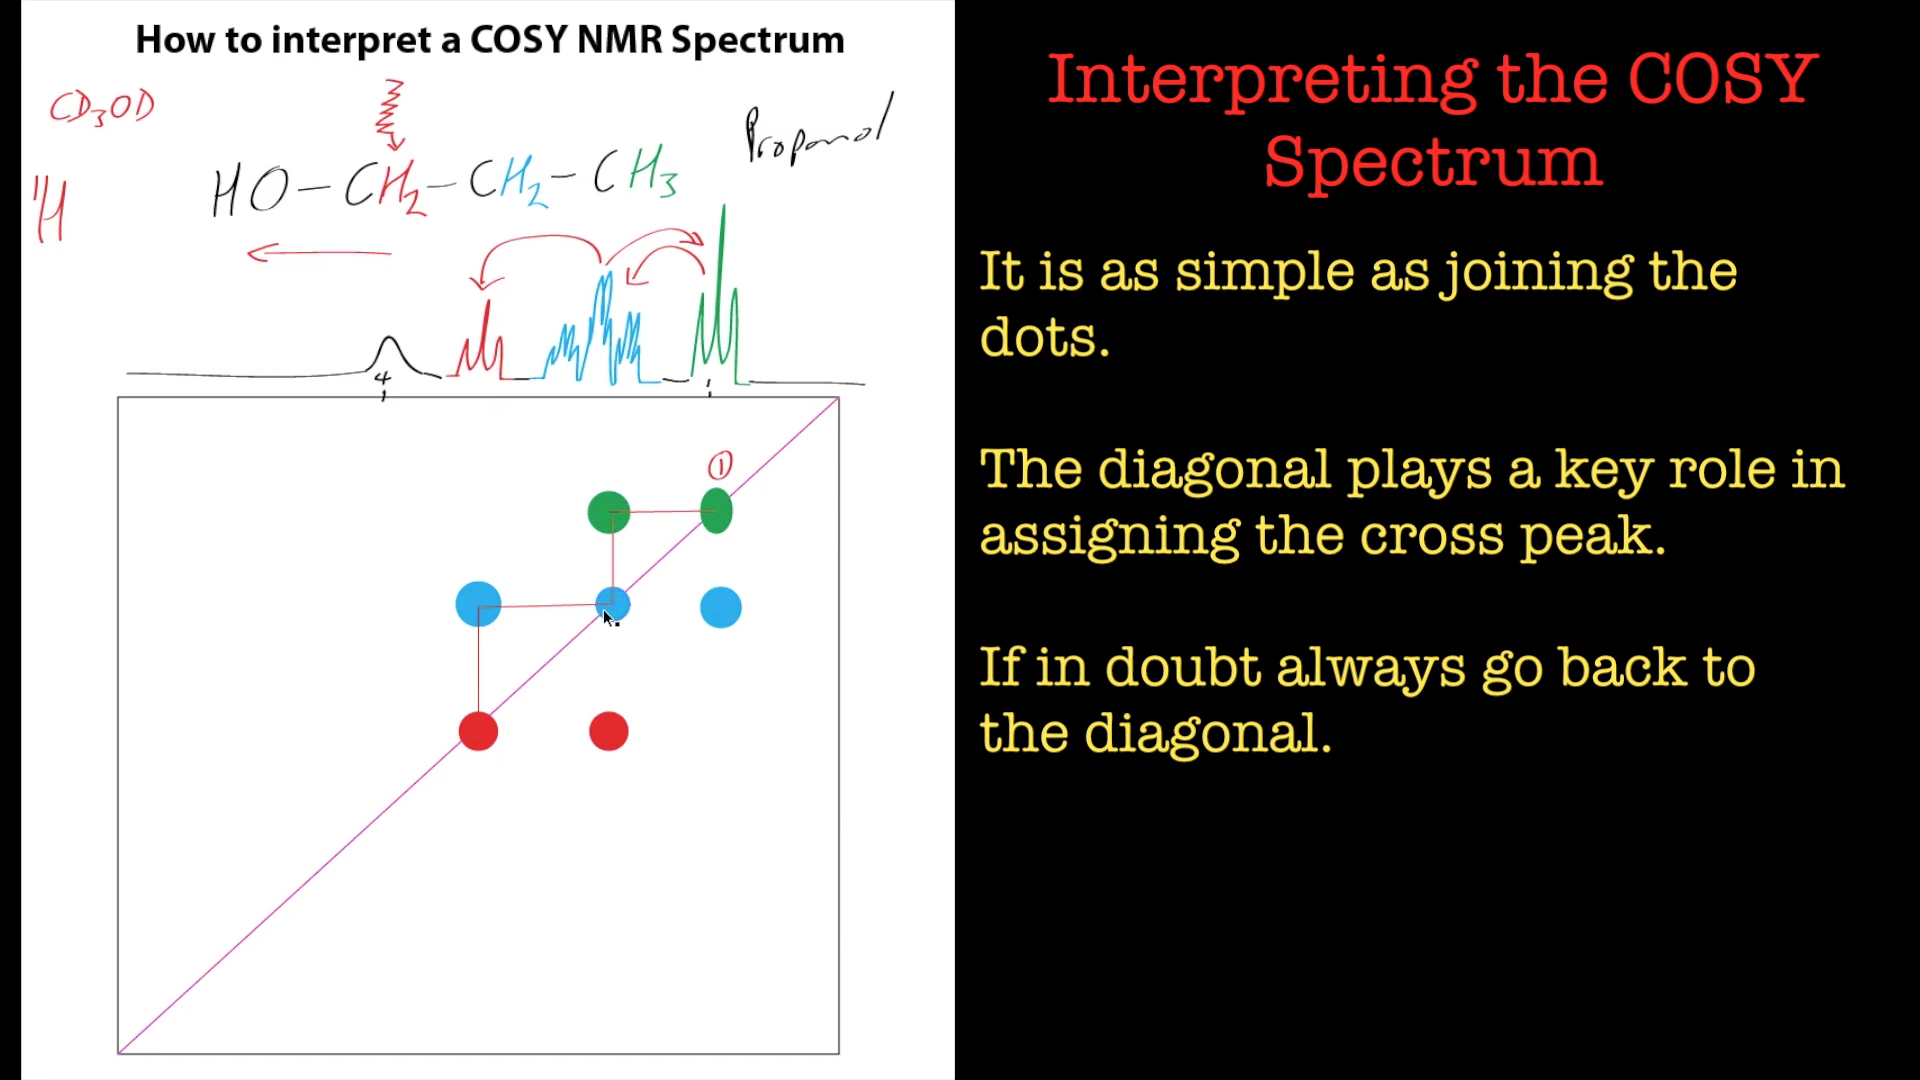 How to interpret a COSY NMR Spectrum
CD3OD
Propanol
1H
HO-CH2-CH2-CH3
4
1
Interpreting the COSY
Spectrum
It is as simple as joining the
dots.
The diagonal plays a key role in
assigning the cross peak.
If in doubt always go back to
the diagonal.